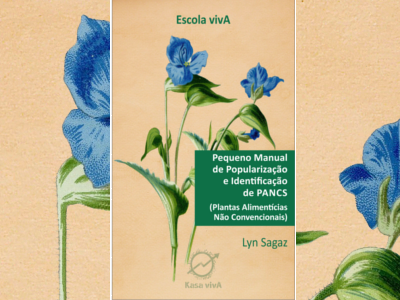 Escola vivA
Pequeno Manual
de Popularização
e Identificação
de PANCS
(Plantas Alimentícias
Não Convencionais)
Lyn Sagaz
Kasa vivA